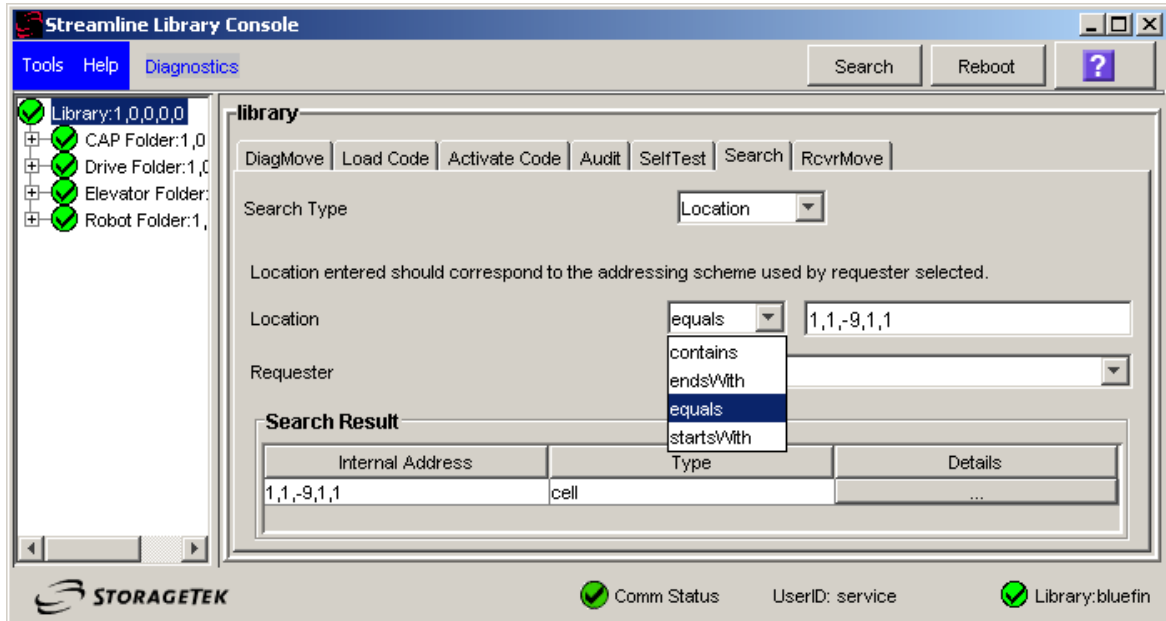 Streamline Library Console
Tools Help Diagnostics Search Reboot ?
Library:1,0,0,0,0
CAP Folder:1,0
Drive Folder:1,0
Elevator Folder:
Robot Folder:1,
library
DiagMove Load Code Activate Code Audit SelfTest Search RcvrMove
Search Type Location
Location entered should correspond to the addressing scheme used by requester selected.
Location equals 1,1,-9,1,1
contains
Requester
endsWith
equals
startsWith
Search Result
Internal Address Type Details
1,1,-9,1,1 cell ...
STORAGETEK Comm Status UserID: service Library:bluefin